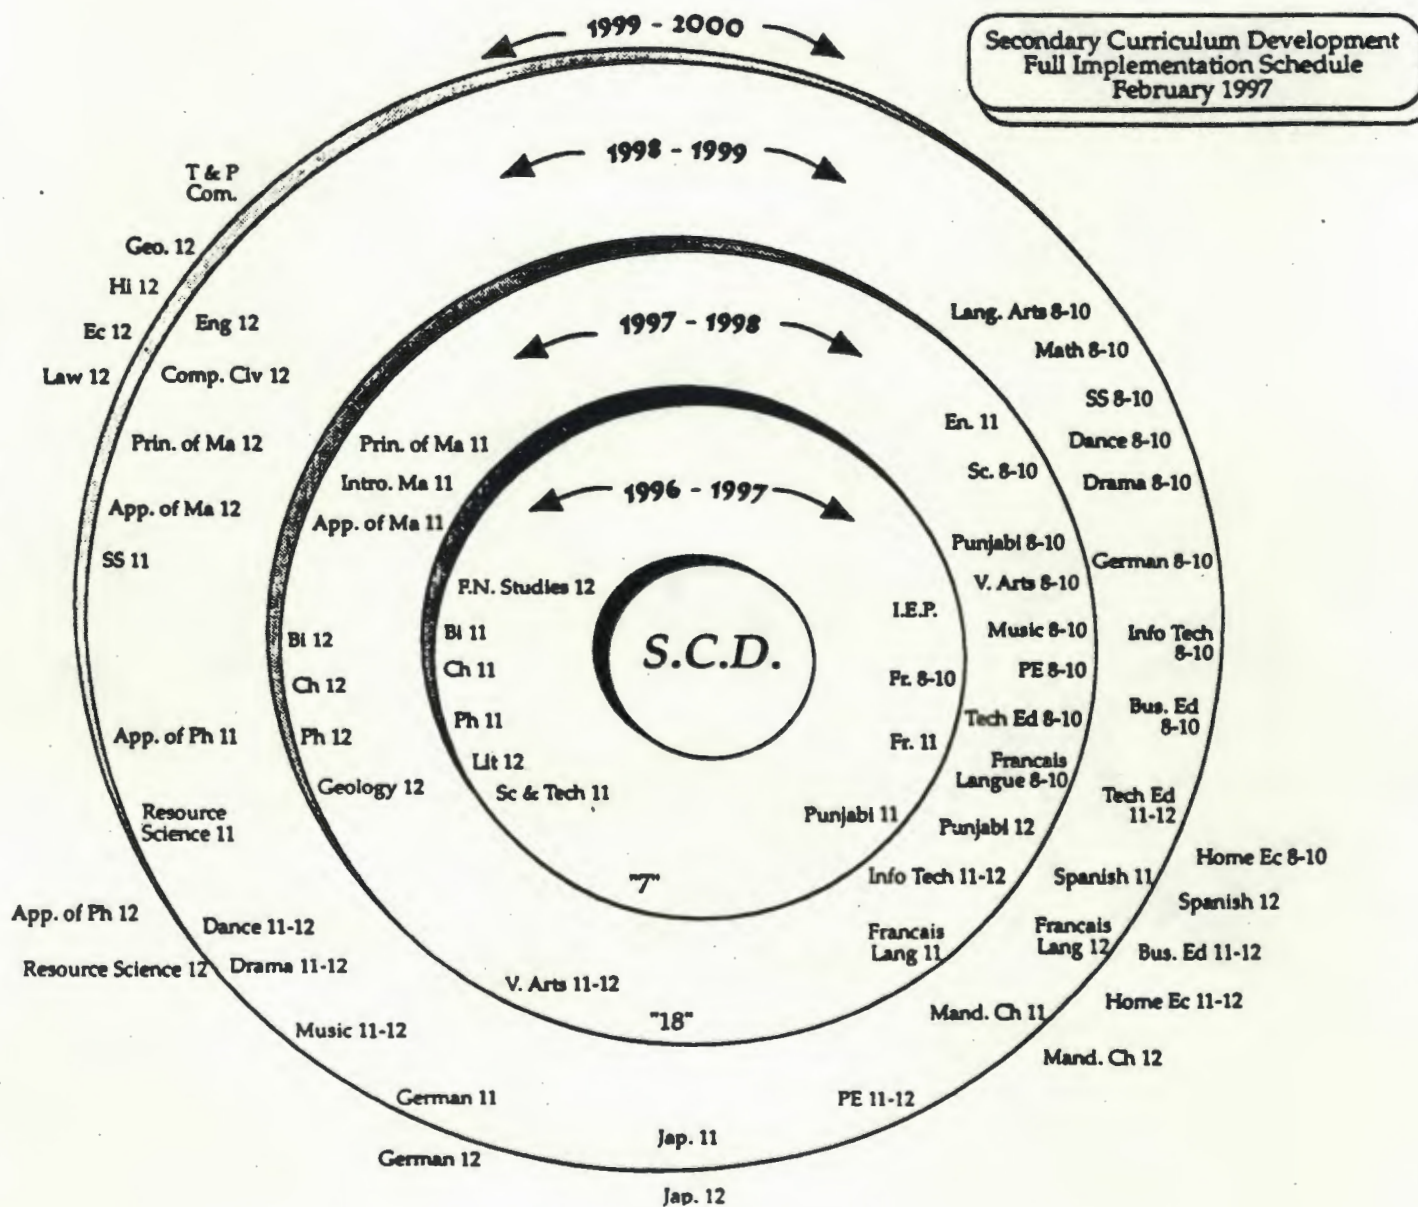 1999 - 2000
Secondary Curriculum Development
Full Implementation Schedule
February 1997
1998 - 1999
T & P
Com.
Geo. 12
Hi 12
Ec 12
Law 12
Eng 12
Comp. Civ 12
Prin. of Ma 12
App. of Ma 12
SS 11
1997 - 1998
Lang. Arts 8-10
Math 8-10
SS 8-10
Dance 8-10
Drama 8-10
German 8-10
Info Tech
8-10
Bus. Ed
8-10
Tech Ed
11-12
Prin. of Ma 11
Intro. Ma 11
App. of Ma 11
En. 11
Sc. 8-10
Punjabi 8-10
V. Arts 8-10
Music 8-10
PE 8-10
Tech Ed 8-10
Francais
Langue 8-10
Punjabi 12
Info Tech 11-12
Francais
Lang 11
1996 - 1997
F.N. Studies 12
Bi 11
Ch 11
Ph 11
Lit 12
Sc & Tech 11
S.C.D.
I.E.P.
Fr. 8-10
Fr. 11
Punjabi 11
"7"
Bi 12
Ch 12
Ph 12
Geology 12
App. of Ph 11
Resource
Science 11
App. of Ph 12
Resource Science 12
Dance 11-12
Drama 11-12
Music 11-12
V. Arts 11-12
"18"
Home Ec 8-10
Spanish 11
Spanish 12
Francais
Lang 12
Bus. Ed 11-12
Home Ec 11-12
Mand. Ch 11
Mand. Ch 12
German 11
German 12
PE 11-12
Jap. 11
Jap. 12